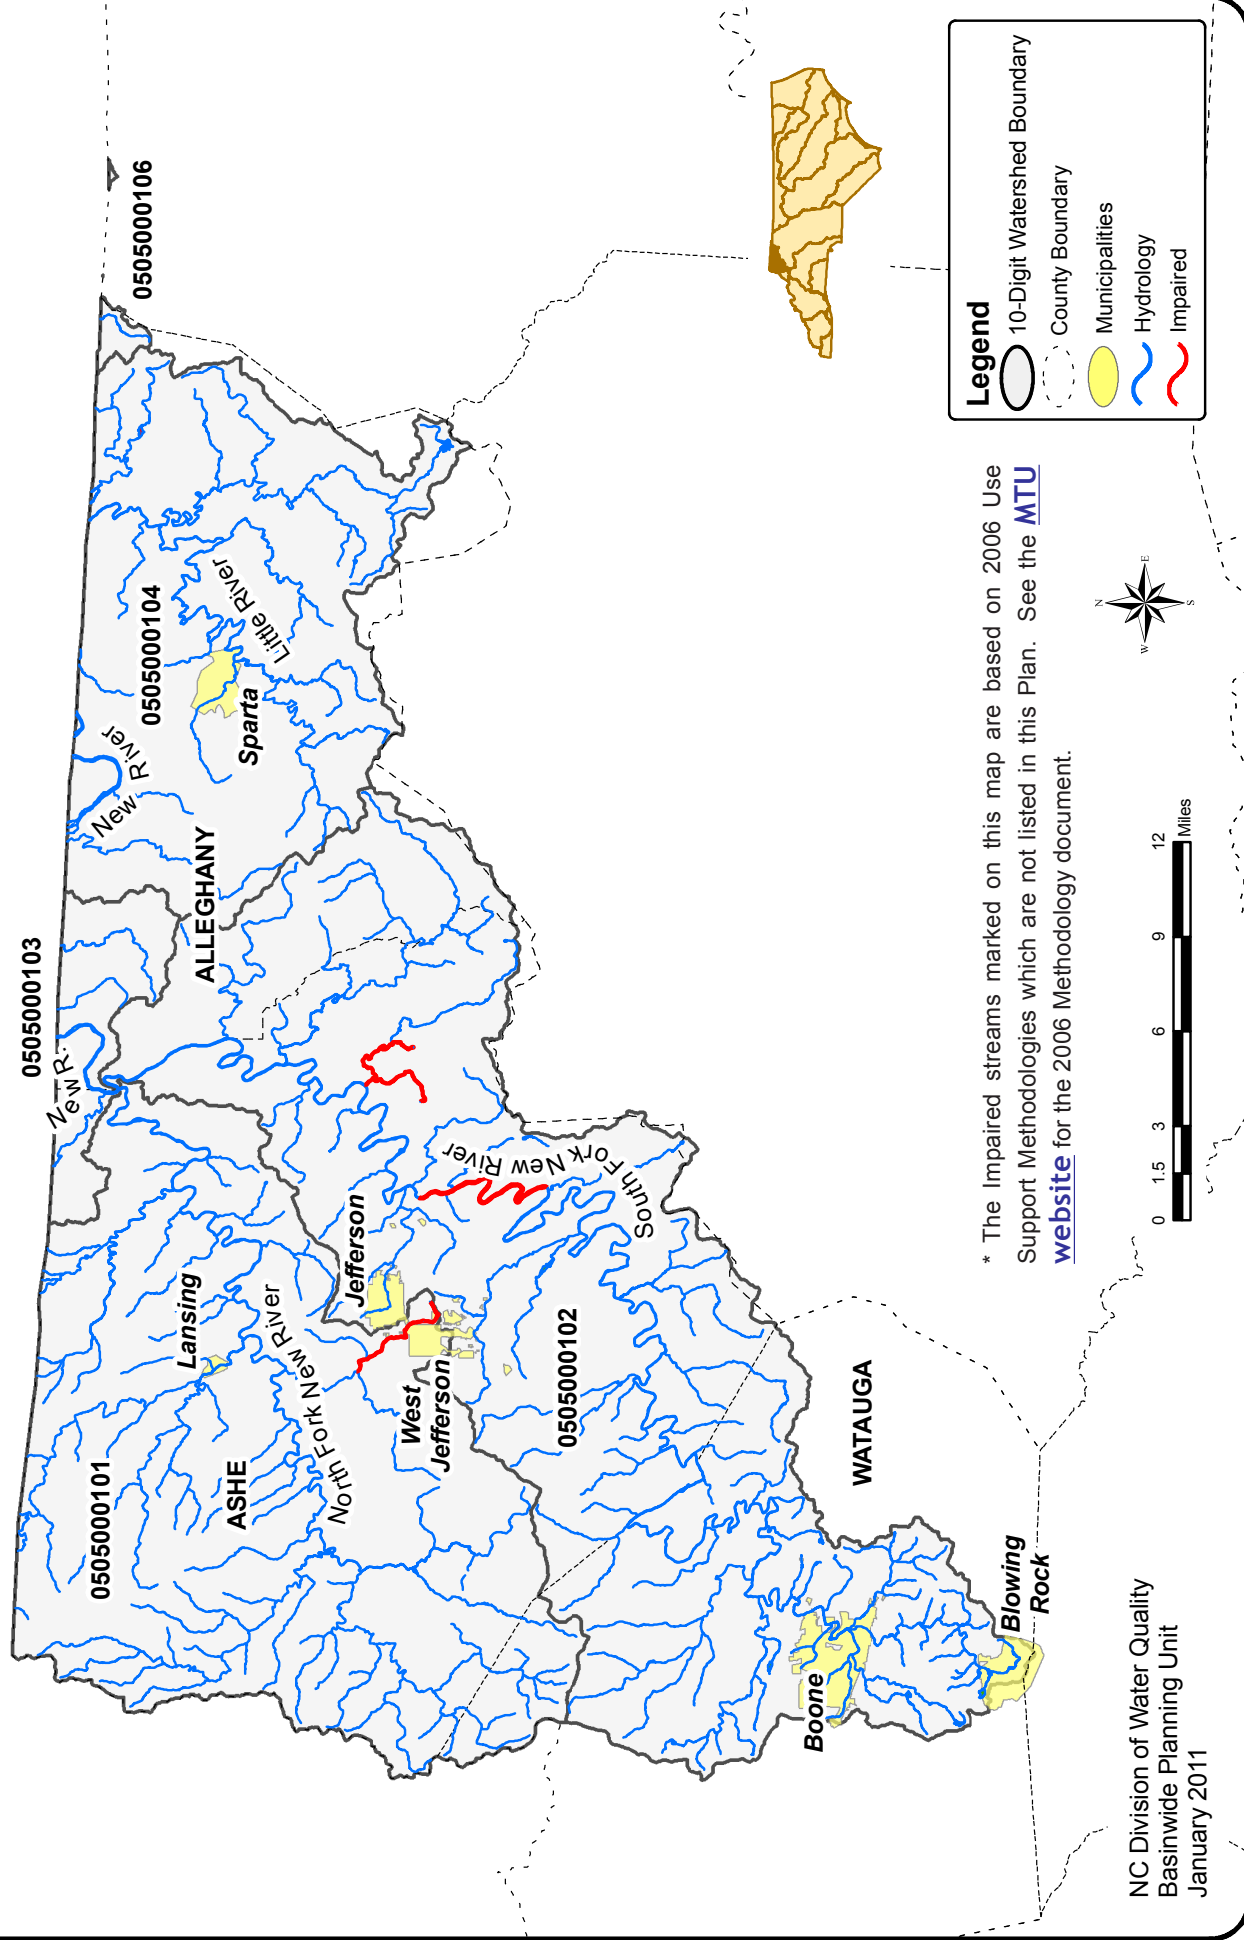 0505000103
0505000106
New R.
New
River
0505000104
0505000101
Lansing
ALLEGHANY
Sparta
Little River
ASHE
North Fork New River
Jefferson
West
Jefferson
South Fork New River
0505000102
WATAUGA
Boone
Blowing
Rock
* The Impaired streams marked on this map are based on 2006 Use
Support Methodologies which are not listed in this Plan. See the MTU
website for the 2006 Methodology document.
Legend
10-Digit Watershed Boundary
County Boundary
Municipalities
Hydrology
Impaired
N
W
E
S
0
1.5
3
6
9
12
Miles
NC Division of Water Quality
Basinwide Planning Unit
January 2011